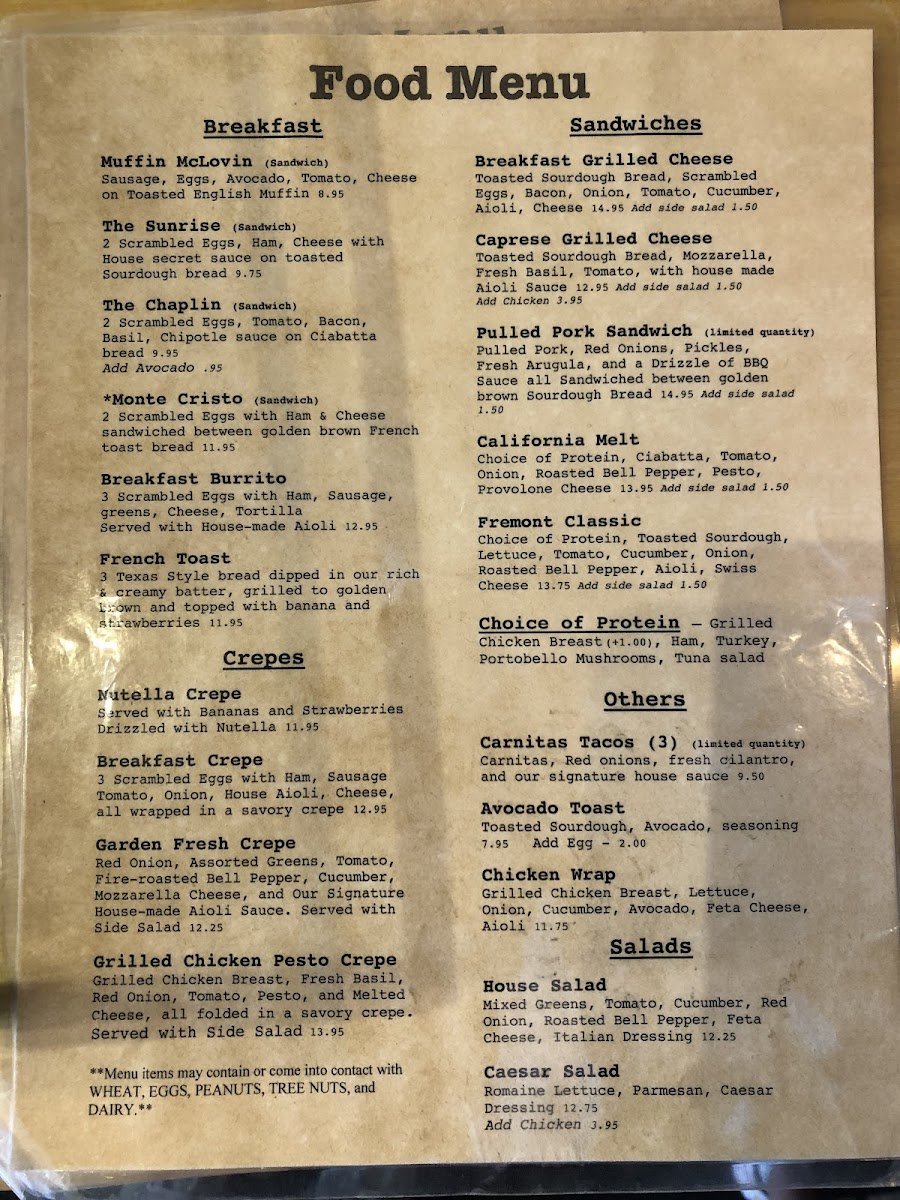 Food Menu
Breakfast
Muffin McLovin (Sandwich)
Sausage, Eggs, Avocado, Tomato, Cheese
on Toasted English Muffin 8.95
The Sunrise (Sandwich)
2 Scrambled Eggs, Ham, Cheese with
House secret sauce on toasted
Sourdough bread 9.75
The Chaplin (Sandwich)
2 Scrambled Eggs, Tomato, Bacon,
Basil, Chipotle sauce on Ciabatta
bread 9.95
Add Avocado .95
*Monte Cristo (Sandwich)
2 Scrambled Eggs with Ham & Cheese
sandwiched between golden brown French
toast bread 11.95
Breakfast Burrito
3 Scrambled Eggs with Ham, Sausage,
greens, Cheese, Tortilla
Served with House-made Aioli 12.95
French Toast
3 Texas Style bread dipped in our rich
& creamy batter, grilled to golden
brown and topped with banana and
strawberries 11.95
Crepes
Nutella Crepe
Served with Bananas and Strawberries
Drizzled with Nutella 11.95
Breakfast Crepe
3 Scrambled Eggs with Ham, Sausage
Tomato, Onion, House Aioli, Cheese,
all wrapped in a savory crepe 12.95
Garden Fresh Crepe
Red Onion, Assorted Greens, Tomato,
Fire-roasted Bell Pepper, Cucumber,
Mozzarella Cheese, and Our Signature
House-made Aioli Sauce. Served with
Side Salad 12.25
Grilled Chicken Pesto Crepe
Grilled Chicken Breast, Fresh Basil,
Red Onion, Tomato, Pesto, and Melted
Cheese, all folded in a savory crepe.
Served with Side Salad 13.95
**Menu items may contain or come into contact with
WHEAT, EGGS, PEANUTS, TREE NUTS, and
DAIRY.**
Sandwiches
Breakfast Grilled Cheese
Toasted Sourdough Bread, Scrambled
Eggs, Bacon, Onion, Tomato, Cucumber,
Aioli, Cheese 14.95 Add side salad 1.50
Caprese Grilled Cheese
Toasted Sourdough Bread, Mozzarella,
Fresh Basil, Tomato, with house made
Aioli Sauce 12.95 Add side salad 1.50
Add Chicken 3.95
Pulled Pork Sandwich (limited quantity)
Pulled Pork, Red Onions, Pickles,
Fresh Arugula, and a Drizzle of BBQ
Sauce all Sandwiched between golden
brown Sourdough Bread 14.95 Add side salad
1.50
California Melt
Choice of Protein, Ciabatta, Tomato,
Onion, Roasted Bell Pepper, Pesto,
Provolone Cheese 13.95 Add side salad 1.50
Fremont Classic
Choice of Protein, Toasted Sourdough,
Lettuce, Tomato, Cucumber, Onion,
Roasted Bell Pepper, Aioli, Swiss
Cheese 13.75 Add side salad 1.50
Choice of Protein – Grilled
Chicken Breast(+1.00), Ham, Turkey,
Portobello Mushrooms, Tuna salad
Others
Carnitas Tacos (3) (limited quantity)
Carnitas, Red onions, fresh cilantro,
and our signature house sauce 9.50
Avocado Toast
Toasted Sourdough, Avocado, seasoning
7.95 Add Egg - 2.00
Chicken Wrap
Grilled Chicken Breast, Lettuce,
Onion, Cucumber, Avocado, Feta Cheese,
Aioli 11.75
Salads
House Salad
Mixed Greens, Tomato, Cucumber, Red
Onion, Roasted Bell Pepper, Feta
Cheese, Italian Dressing 12.25
Caesar Salad
Romaine Lettuce, Parmesan, Caesar
Dressing 12.75
Add Chicken 3.95